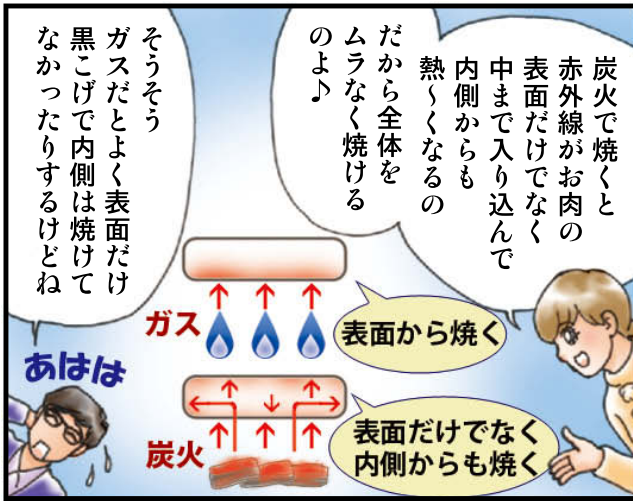 炭火で焼くと
赤外線がお肉の
表面だけでなく
中まで入り込んで
内側からも
熱～くなるの
だから全体を
ムラなく焼ける
のよ♪
そうそう
ガスだとよく表面だけ
黒こげで内側は焼けて
なかったりするけどね
ガス
表面から焼く
あはは
炭火
表面だけでなく
内側からも焼く